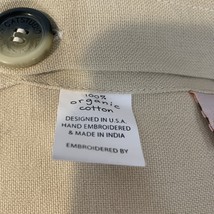 100%
organic
cotton
DESIGNED IN U.S.A.
HAND EMBROIDERED
& MADE IN INDIA
EMBROIDERED BY